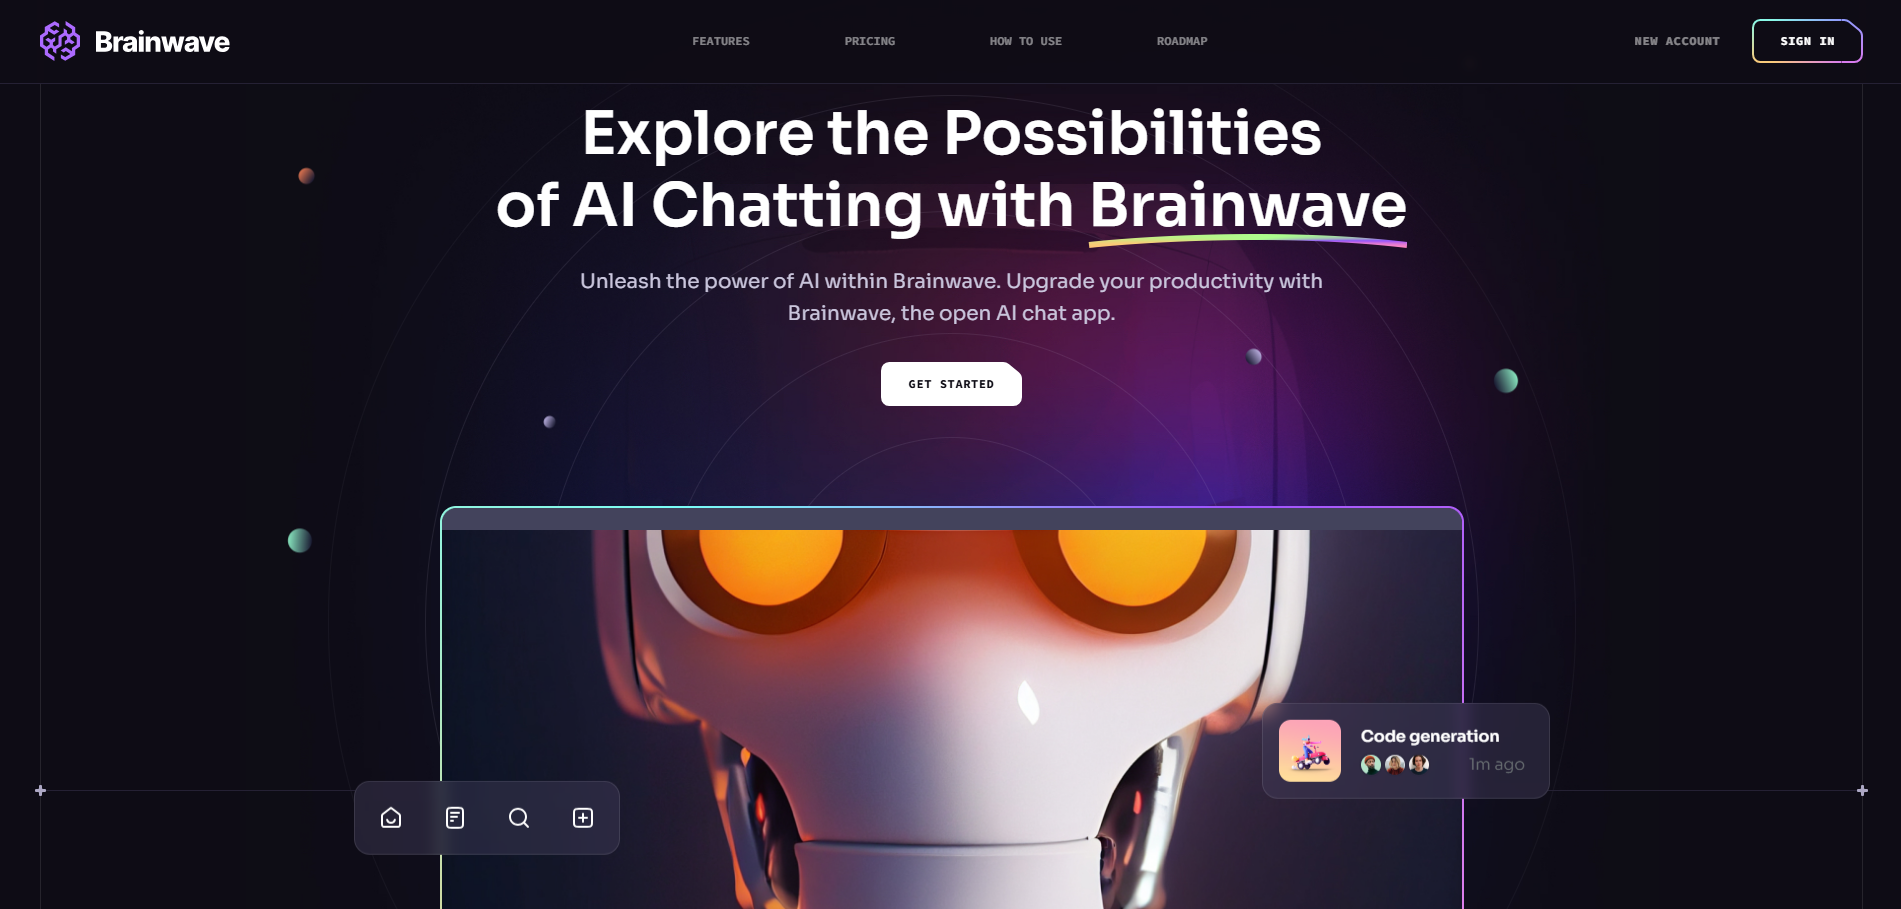 Brainwave
FEATURES
PRICING
HOW TO USE
ROADMAP
NEW ACCOUNT
SIGN IN
Explore the Possibilities
of AI Chatting with Brainwave
Unleash the power of AI within Brainwave. Upgrade your productivity with
Brainwave, the open AI chat app.
GET STARTED
Code generation
1m ago